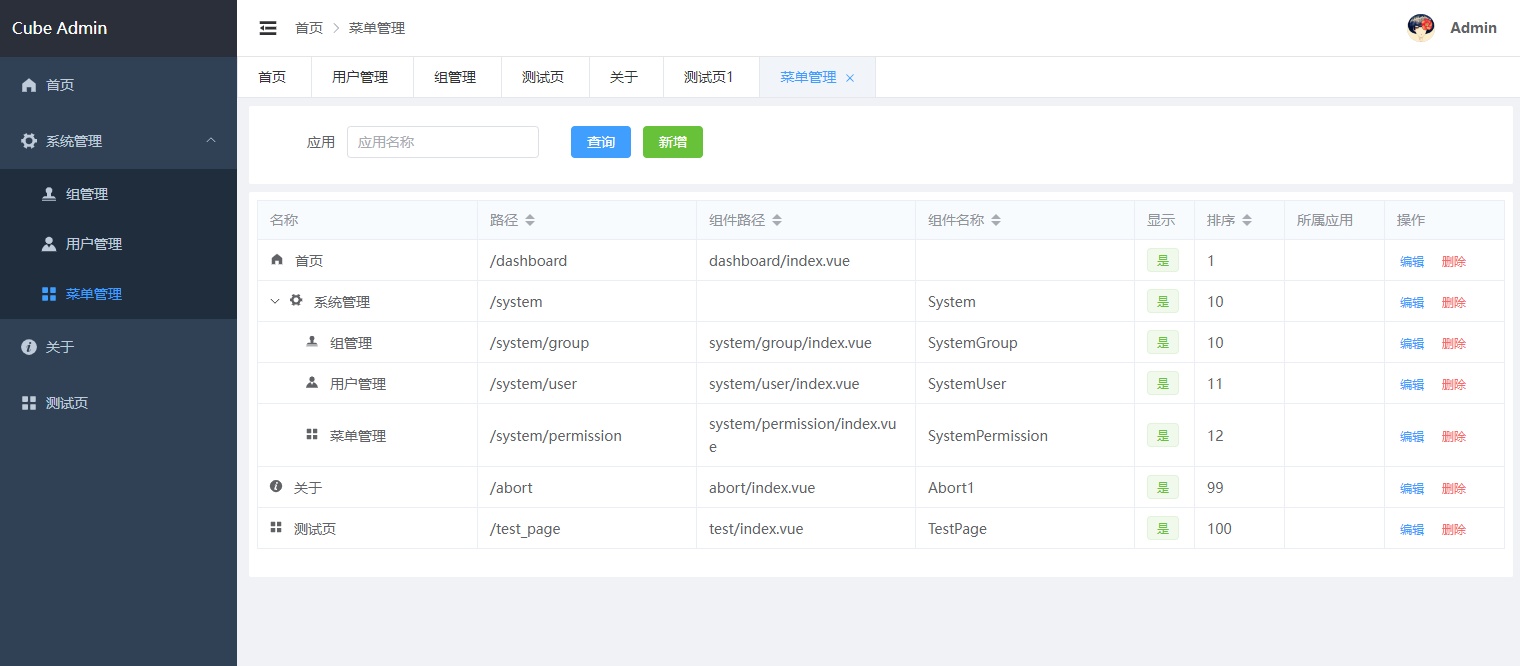 Cube Admin
首页
系统管理
组管理
用户管理
菜单管理
关于
测试页
首页 菜单管理
Admin
首页 用户管理 组管理 测试页 关于 测试页1 菜单管理
应用 应用名称 查询 新增
名称 路径 组件路径 组件名称 显示 排序 所属应用 操作
首页 /dashboard dashboard/index.vue 是 1 编辑 删除
系统管理 /system System 是 10 编辑 删除
组管理 /system/group system/group/index.vue SystemGroup 是 10 编辑 删除
用户管理 /system/user system/user/index.vue SystemUser 是 11 编辑 删除
菜单管理 /system/permission system/permission/index.vu
e SystemPermission 是 12 编辑 删除
关于 /abort abort/index.vue Abort1 是 99 编辑 删除
测试页 /test_page test/index.vue TestPage 是 100 编辑 删除